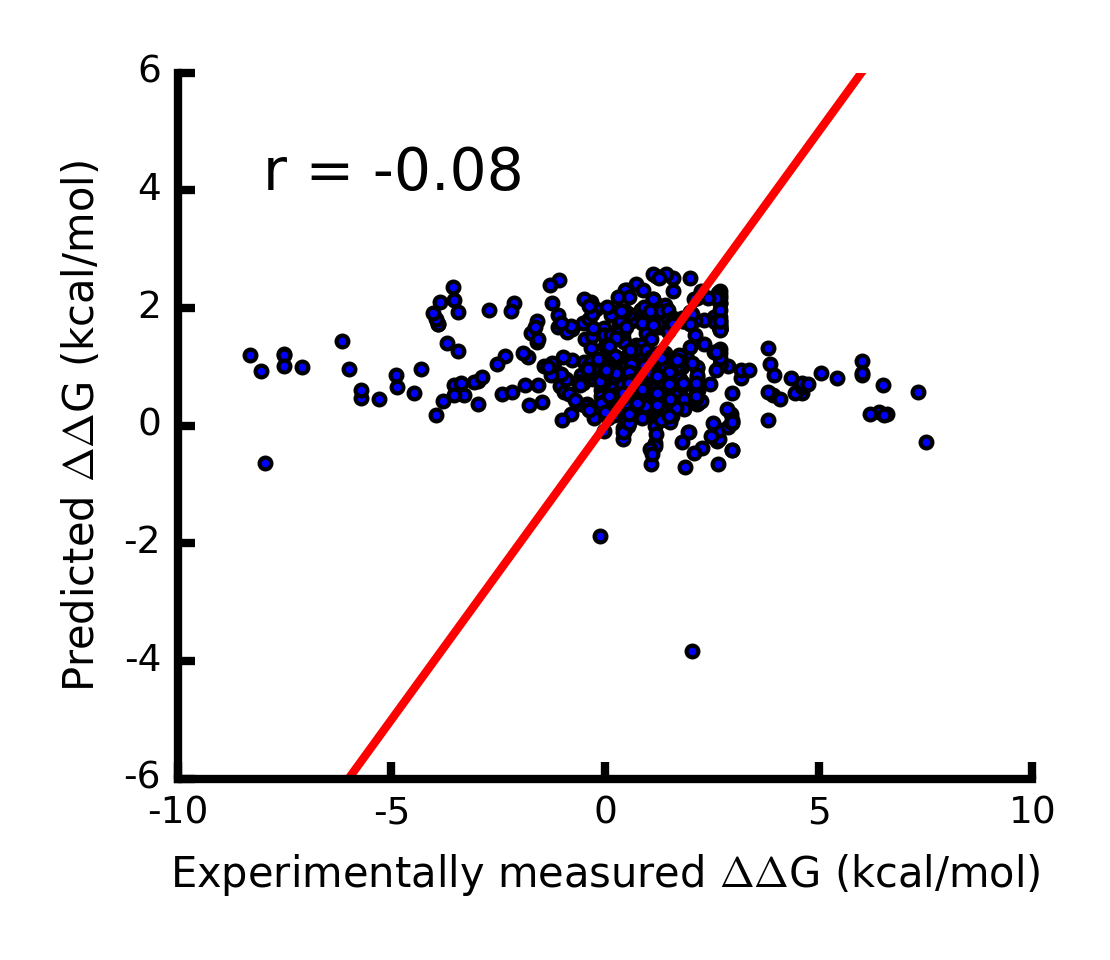 6
r = -0.08
4
2
0
-2
-4
-6
Predicted ΔΔG (kcal/mol)
-10 -5 0 5 10
Experimentally measured ΔΔG (kcal/mol)